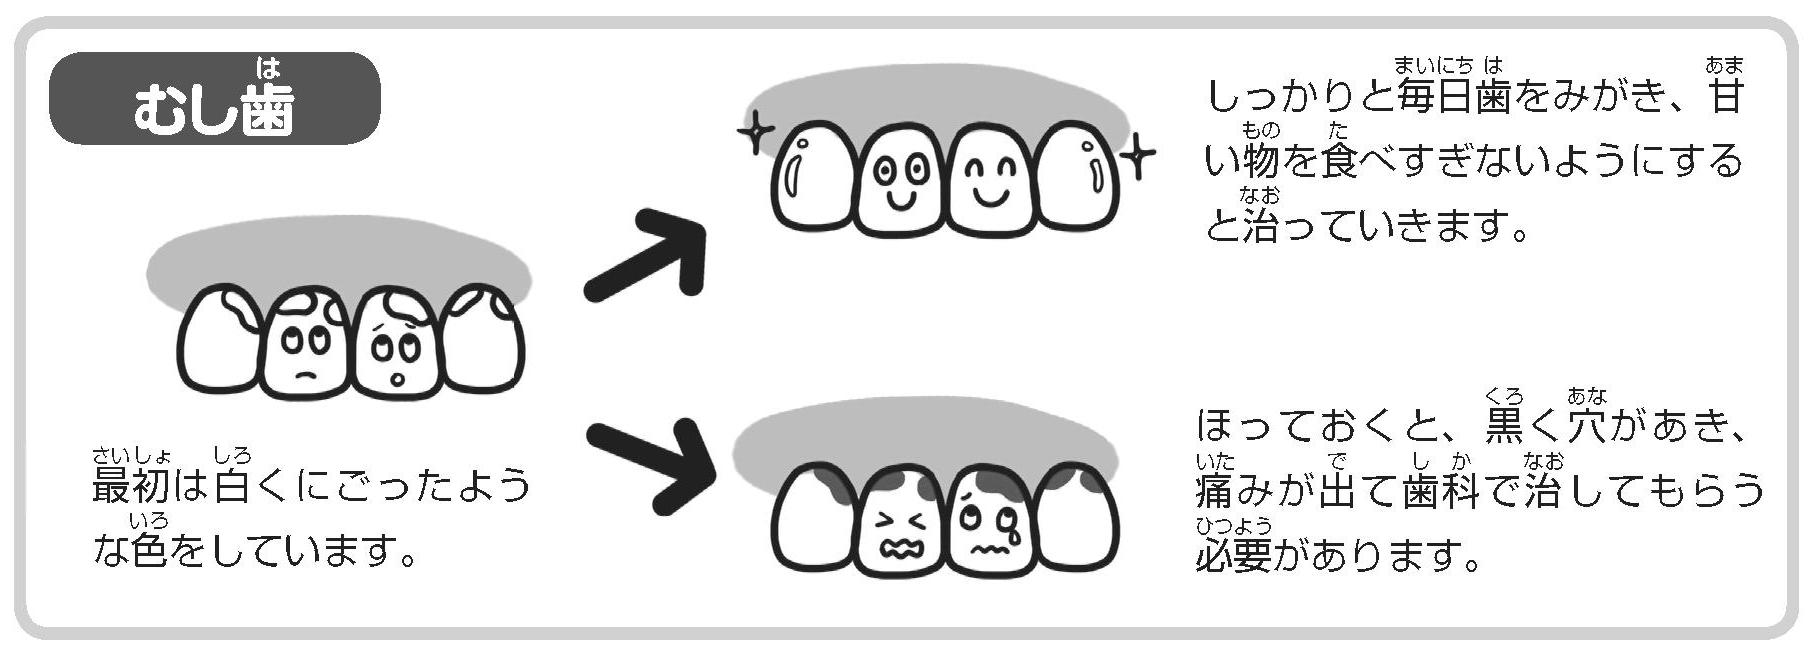 は
むし歯
さいしょ しろ
最初は白くにごったよう
いろ
な色をしています。
まいにち は あま
しっかりと毎日歯をみがき、甘
もの た
い物を食べすぎないようにする
なお
と治っていきます。
くろ あな
ほっておくと、黒く穴があき、
いた で しか なお
痛みが出て歯科で治してもらう
ひつよう
必要があります。